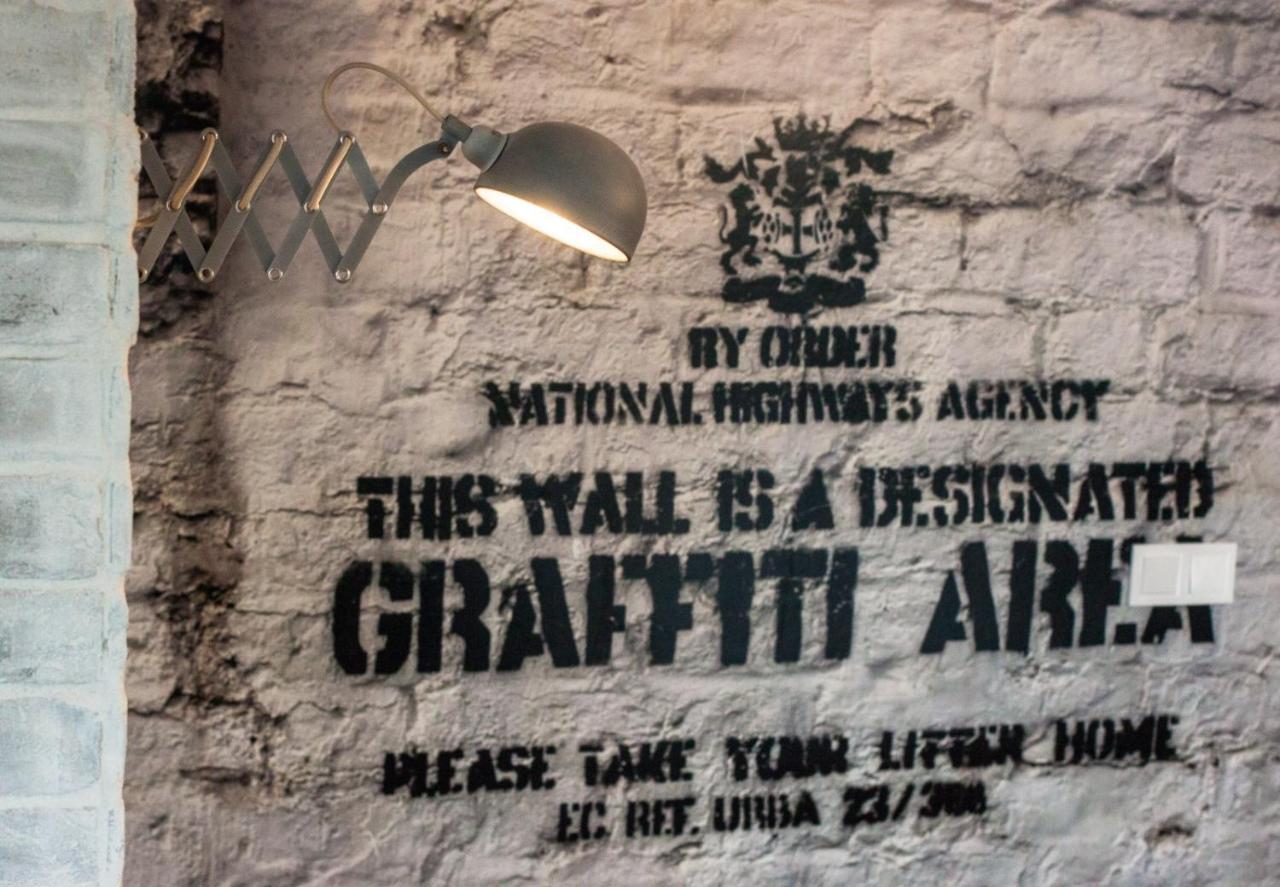 BY ORDER
NATIONAL HIGHWAYS AGENCY
THIS WALL IS A DESIGNATED
GRAFFITI AREA
PLEASE TAKE YOUR LITTER HOME
EC REF. URBA 23/366